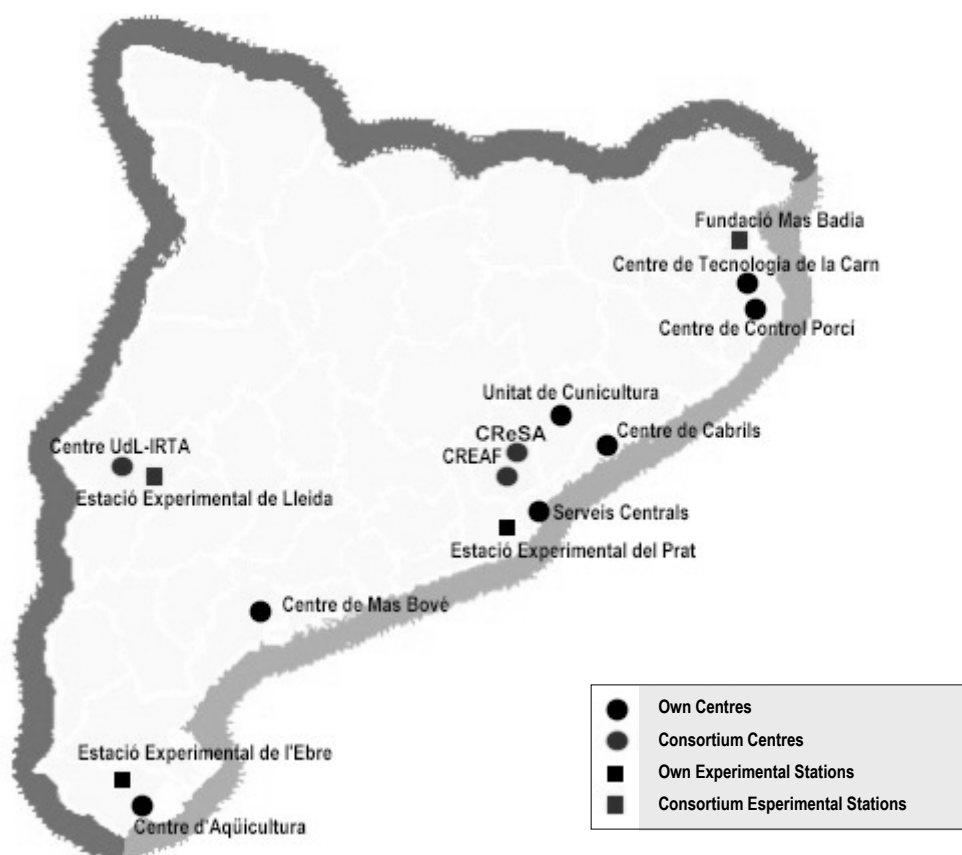 Fundació Mas Badia
Centre de Tecnologia de la Carn
Centre de Control Porcí
Unitat de Cunicultura
CReSA
Centre de Cabrils
Centre UdL-IRTA
CREAF
Estació Experimental de Lleida
Serveis Centrals
Estació Experimental del Prat
Centre de Mas Bové
Own Centres
Consortium Centres
Estació Experimental de l'Ebre
Own Experimental Stations
Consortium Esperimental Stations
Centre d'Aqüicultura